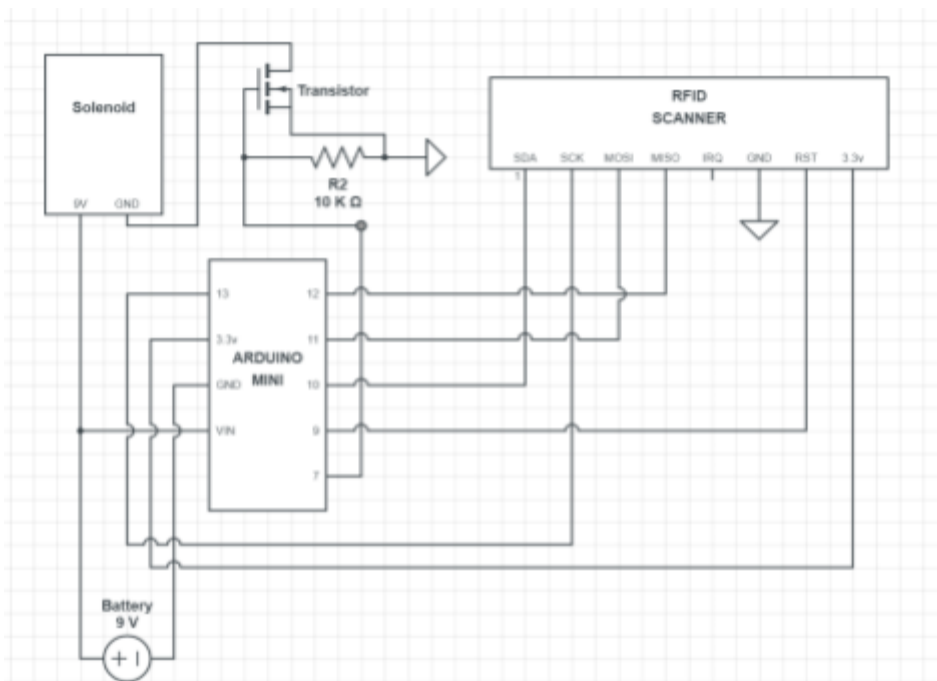 Solenoid
9V GND
Transistor
R2
10 K Ω
RFID
SCANNER
SDA SCK MOSI MISO IRQ GND RST 3.3v
1
ARDUINO
MINI
13 12
3.3v 11
GND 10
VIN 9
7
Battery
9 V
+ I